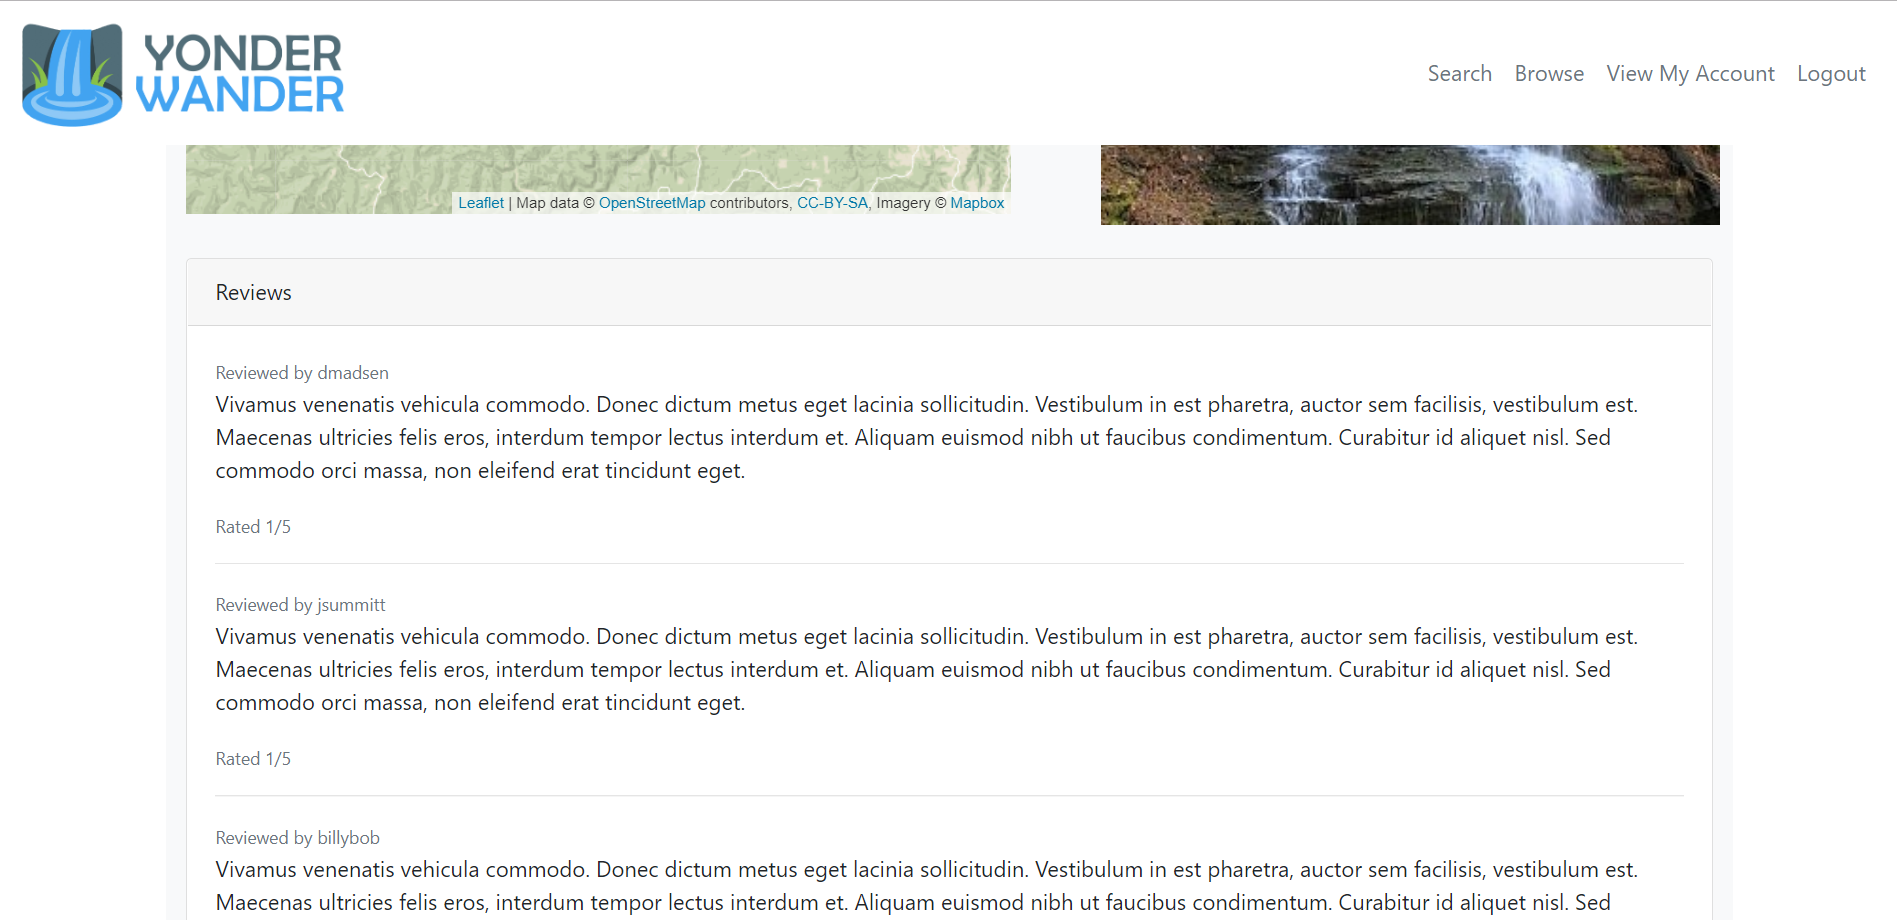 YONDER
WANDER
Search Browse View My Account Logout
Leaflet | Map data © OpenStreetMap contributors, CC-BY-SA, Imagery © Mapbox
Reviews
Reviewed by dmadsen
Vivamus venenatis vehicula commodo. Donec dictum metus eget lacinia sollicitudin. Vestibulum in est pharetra, auctor sem facilisis, vestibulum est.
Maecenas ultricies felis eros, interdum tempor lectus interdum et. Aliquam euismod nibh ut faucibus condimentum. Curabitur id aliquet nisl. Sed
commodo orci massa, non eleifend erat tincidunt eget.
Rated 1/5
Reviewed by jsummitt
Vivamus venenatis vehicula commodo. Donec dictum metus eget lacinia sollicitudin. Vestibulum in est pharetra, auctor sem facilisis, vestibulum est.
Maecenas ultricies felis eros, interdum tempor lectus interdum et. Aliquam euismod nibh ut faucibus condimentum. Curabitur id aliquet nisl. Sed
commodo orci massa, non eleifend erat tincidunt eget.
Rated 1/5
Reviewed by billybob
Vivamus venenatis vehicula commodo. Donec dictum metus eget lacinia sollicitudin. Vestibulum in est pharetra, auctor sem facilisis, vestibulum est.
Maecenas ultricies felis eros, interdum tempor lectus interdum et. Aliquam euismod nibh ut faucibus condimentum. Curabitur id aliquet nisl. Sed